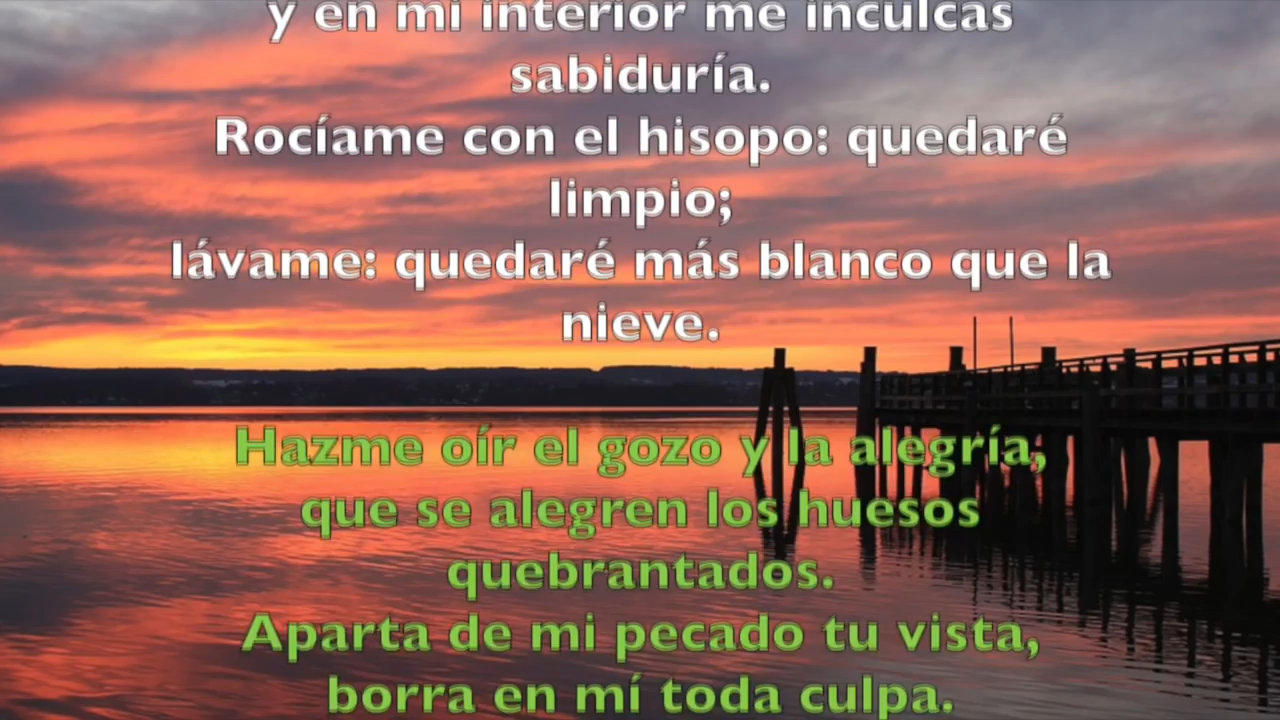 y en mi interior me inculcas
sabiduría.
Rocíame con el hisopo: quedaré
limpio;
lávame: quedaré más blanco que la
nieve.
Hazme oír el gozo y la alegría,
que se alegren los huesos
quebrantados.
Aparta de mi pecado tu vista,
borra en mí toda culpa.